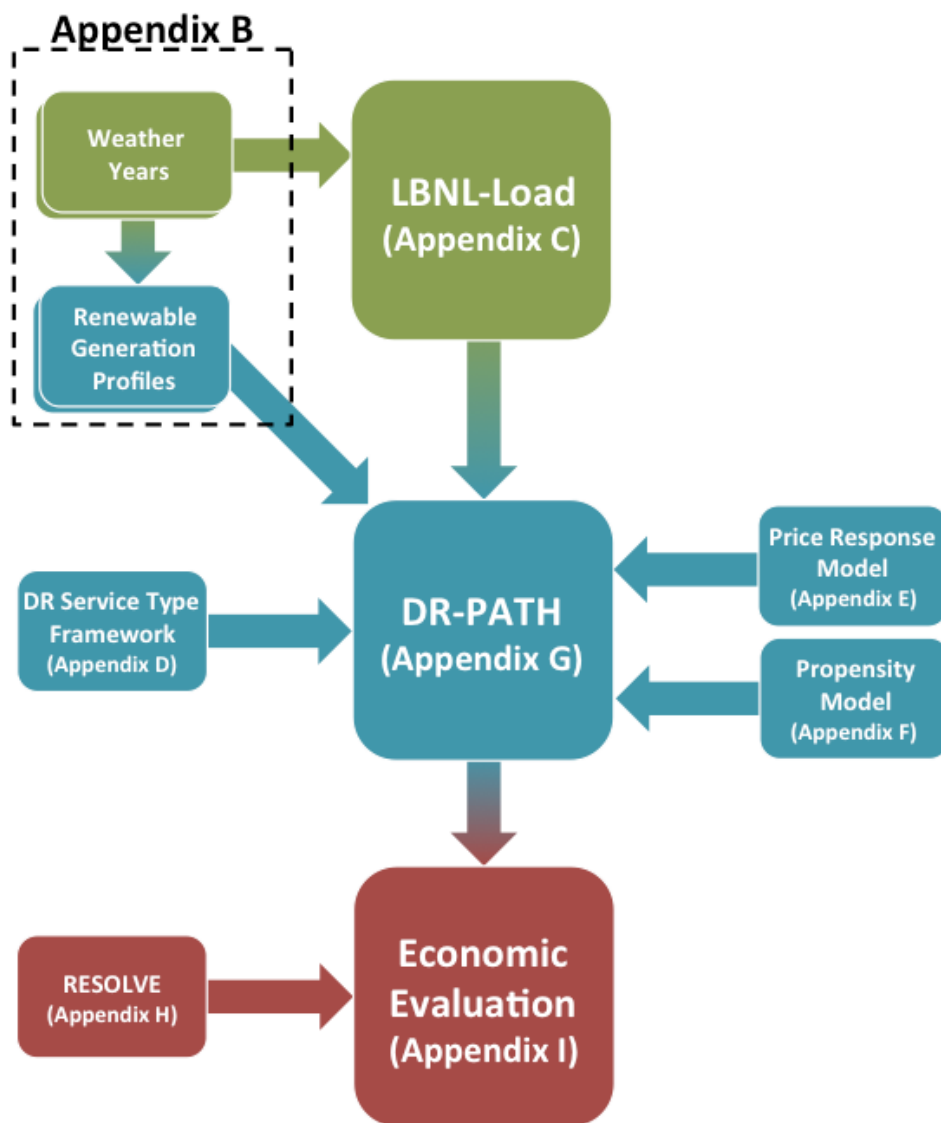 Appendix B
Weather
Years
LBNL-Load
(Appendix C)
Renewable
Generation
Profiles
DR Service Type
Framework
(Appendix D)
DR-PATH
(Appendix G)
Price Response
Model
(Appendix E)
Propensity
Model
(Appendix F)
RESOLVE
(Appendix H)
Economic
Evaluation
(Appendix I)